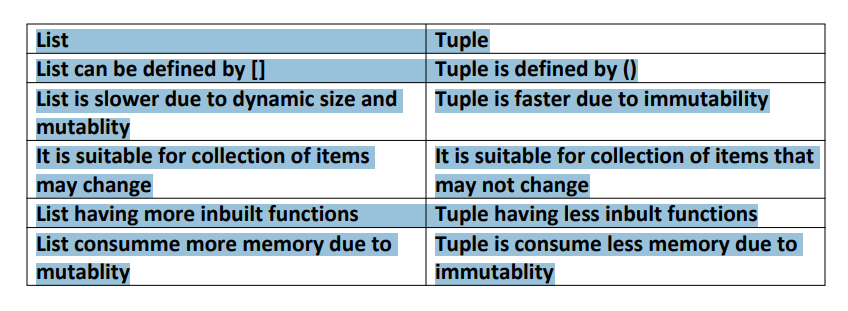 List
Tuple
List can be defined by []
Tuple is defined by ()
List is slower due to dynamic size and
mutablity
Tuple is faster due to immutability
It is suitable for collection of items
may change
It is suitable for collection of items that
may not change
List having more inbuilt functions
Tuple having less inbult functions
List consumme more memory due to
mutablity
Tuple is consume less memory due to
immutablity